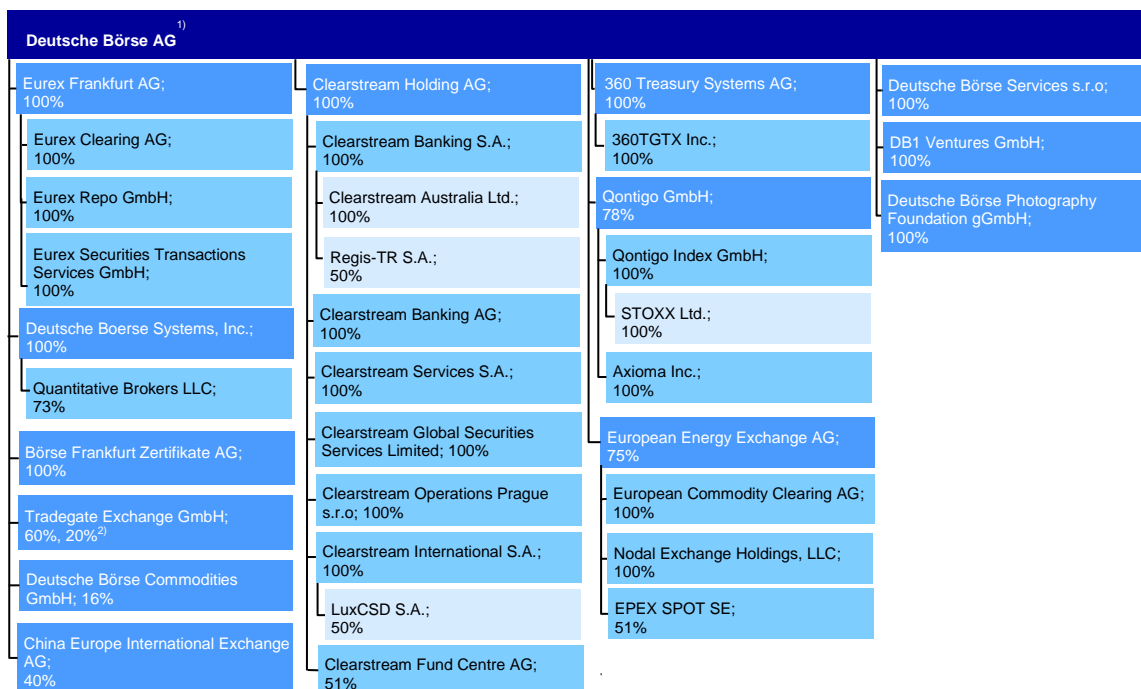 Deutsche Börse AG 1)
Eurex Frankfurt AG;
100%
Eurex Clearing AG;
100%
Eurex Repo GmbH;
100%
Eurex Securities Transactions
Services GmbH;
100%
Deutsche Boerse Systems, Inc.;
100%
Quantitative Brokers LLC;
73%
Börse Frankfurt Zertifikate AG;
100%
Tradegate Exchange GmbH;
60%, 20%2)
Deutsche Börse Commodities
GmbH; 16%
China Europe International Exchange
AG;
40%
Clearstream Holding AG;
100%
Clearstream Banking S.A.;
100%
Clearstream Australia Ltd.;
100%
Regis-TR S.A.;
50%
Clearstream Banking AG;
100%
Clearstream Services S.A.;
100%
Clearstream Global Securities
Services Limited; 100%
Clearstream Operations Prague
s.r.o; 100%
Clearstream International S.A.;
100%
LuxCSD S.A.;
50%
Clearstream Fund Centre AG;
51%
360 Treasury Systems AG;
100%
360TGTX Inc.;
100%
Qontigo GmbH;
78%
Qontigo Index GmbH;
100%
STOXX Ltd.;
100%
Axioma Inc.;
100%
European Energy Exchange AG;
75%
European Commodity Clearing AG;
100%
Nodal Exchange Holdings, LLC;
100%
EPEX SPOT SE;
51%
Deutsche Börse Services s.r.o;
100%
DB1 Ventures GmbH;
100%
Deutsche Börse Photography
Foundation gGmbH;
100%